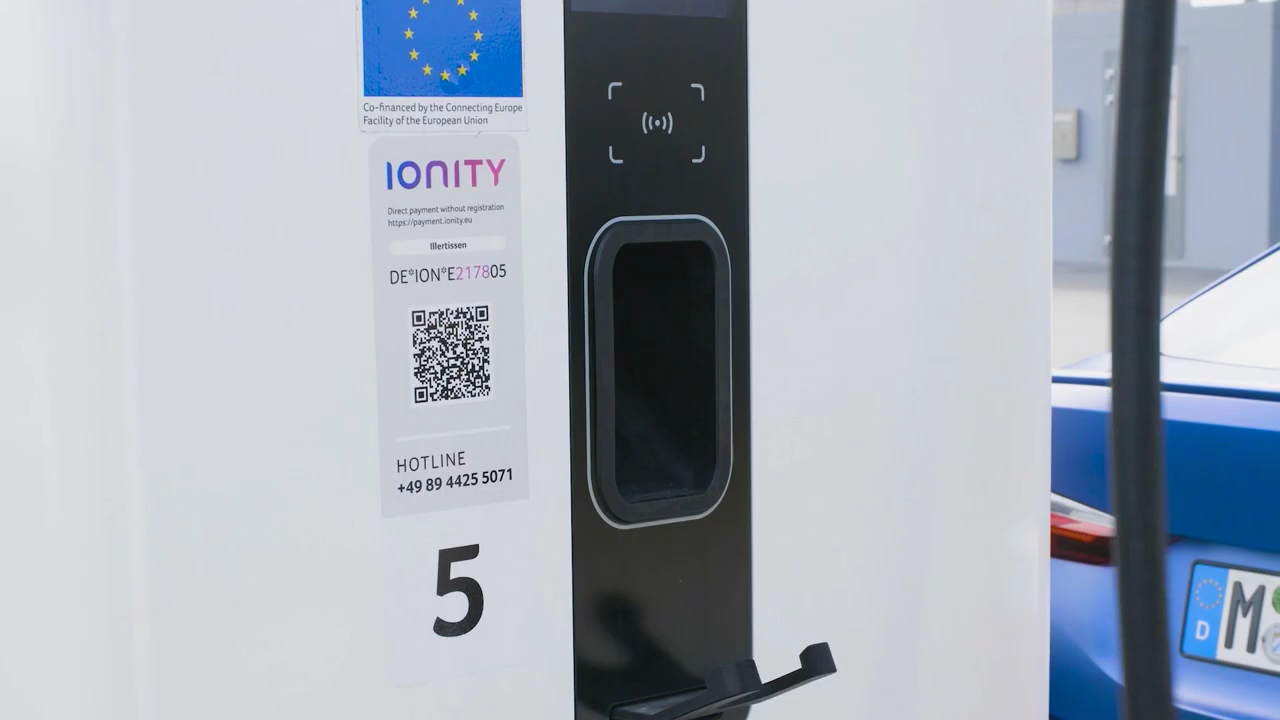 Co-financed by the Connecting Europe
Facility of the European Union
IONITY
Direct payment without registration
https://payment.ionity.eu
Illertissen
DE*ION*E217805
HOTLINE
+49 89 4425 5071
5
D
M